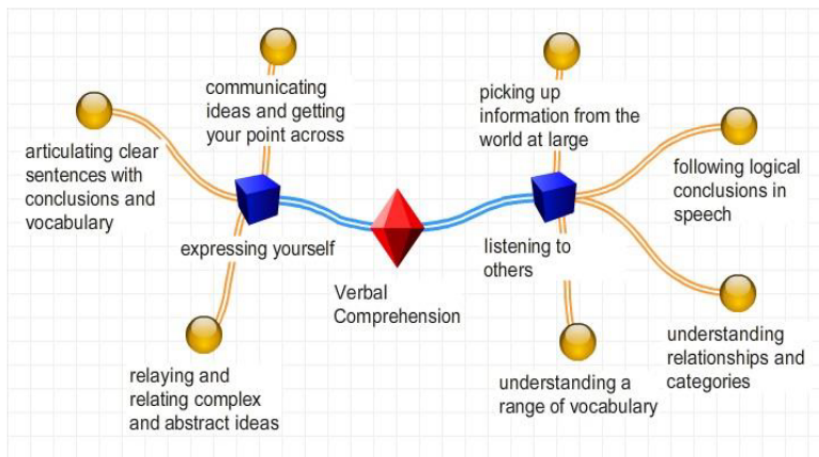 communicating
ideas and getting
your point across
picking up
information from the
world at large
articulating clear
sentences with
conclusions and
vocabulary
following logical
conclusions in
speech
expressing yourself
listening to
others
Verbal
Comprehension
relaying and
relating complex
and abstract ideas
understanding a
range of vocabulary
understanding
relationships and
categories